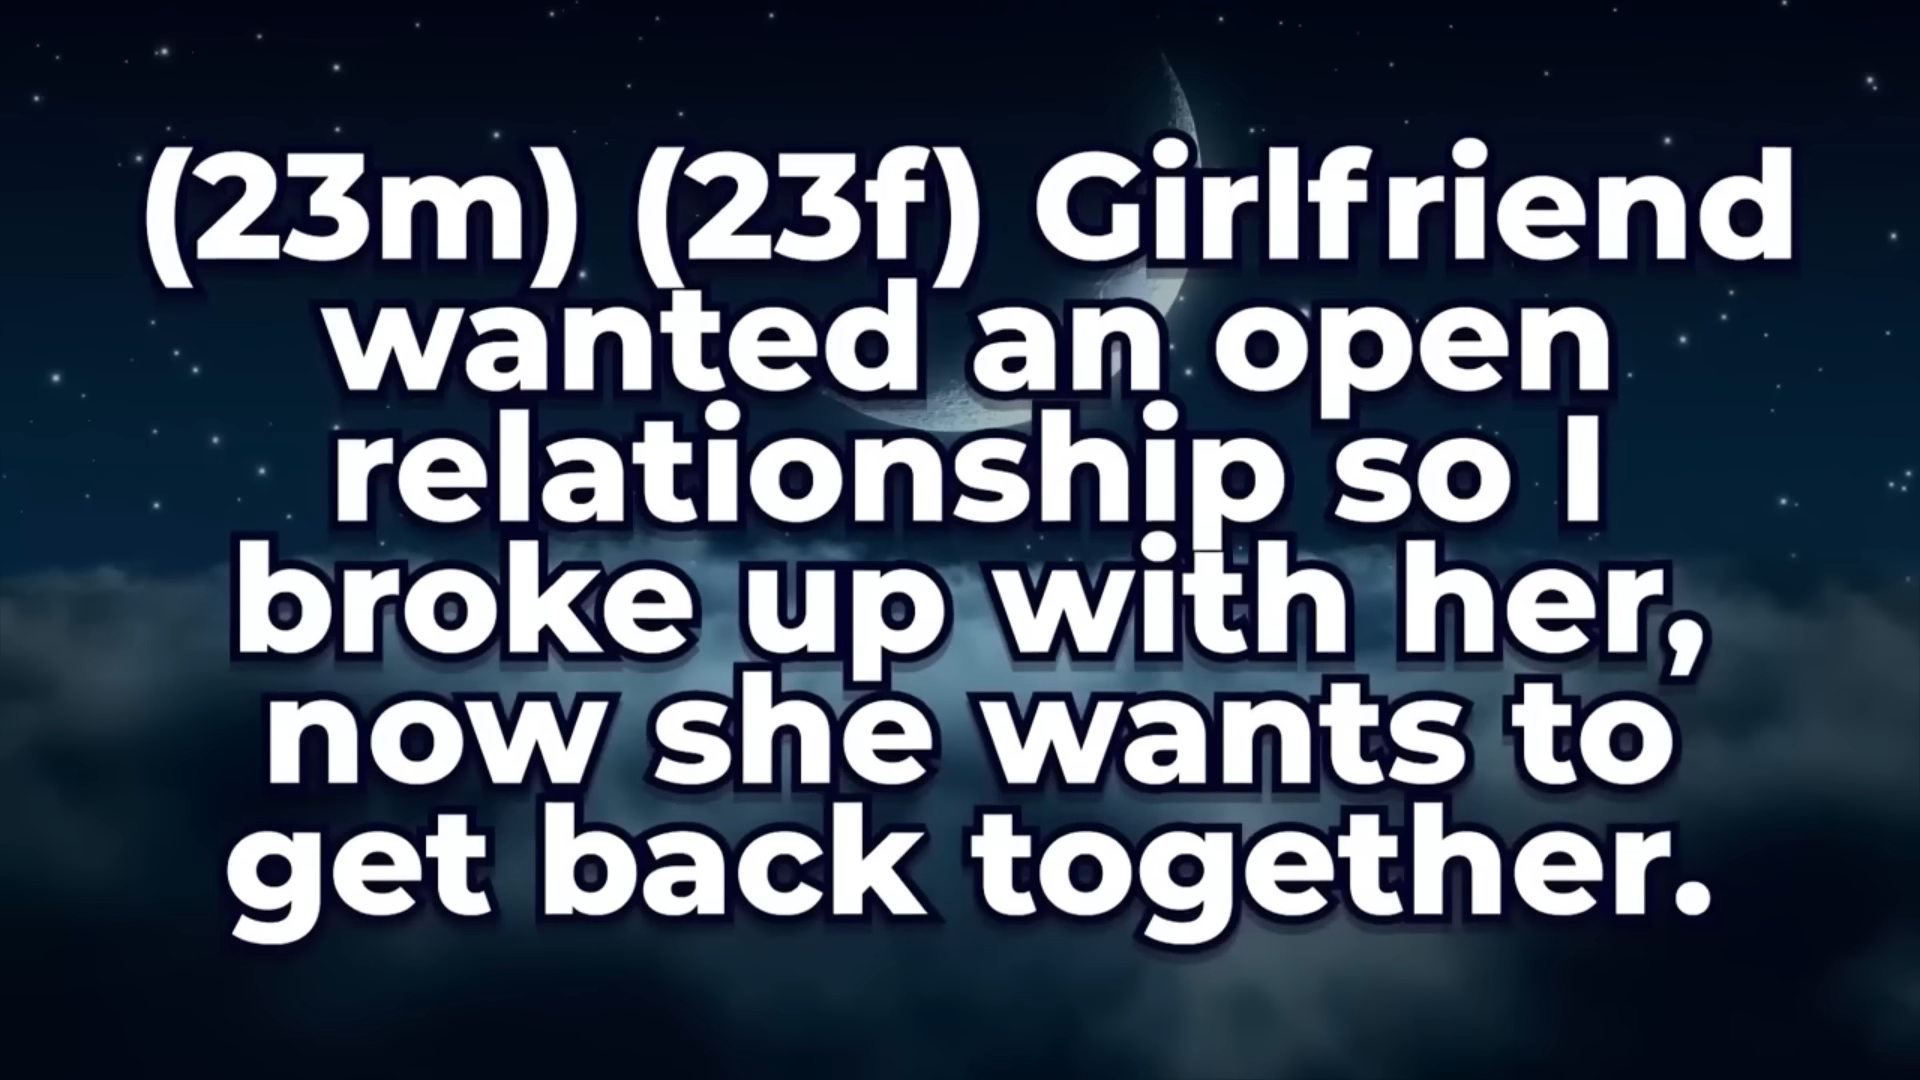 (23m) (23f) Girlfriend
wanted an open
relationship so I
broke up with her,
now she wants to
get back together.